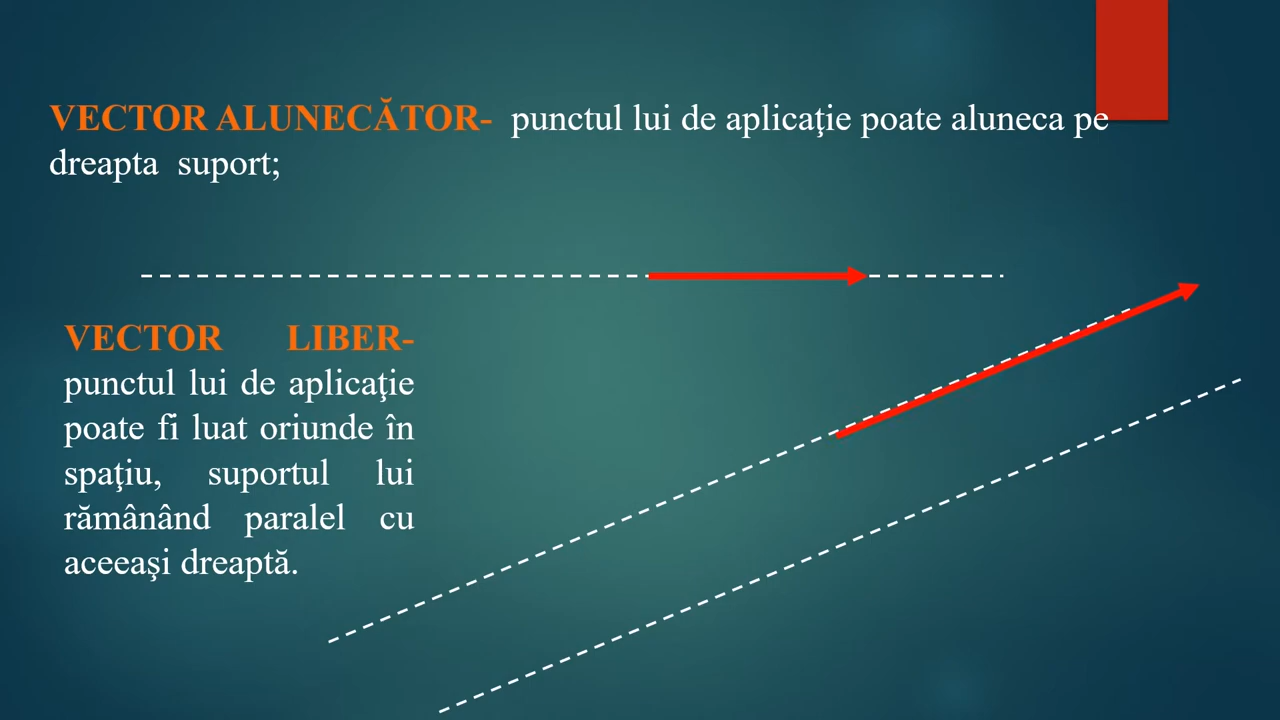 VECTOR ALUNECĂTOR- punctul lui de aplicaţie poate aluneca pe
dreapta suport;
VECTOR LIBER-
punctul lui de aplicaţie
poate fi luat oriunde în
spaţiu, suportul lui
rămânând paralel cu
aceeaşi dreaptă.